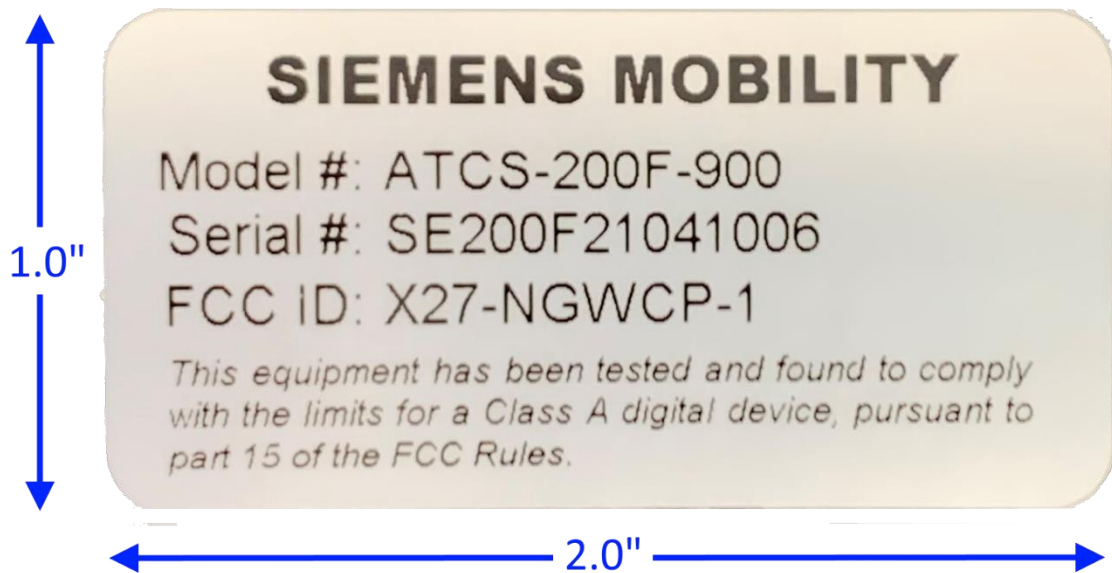 SIEMENS MOBILITY
Model #: ATCS-200F-900
Serial #: SE200F21041006
1.0"
FCC ID: X27-NGWCP-1
This equipment has been tested and found to comply
with the limits for a Class A digital device, pursuant to
part 15 of the FCC Rules.
2.0"